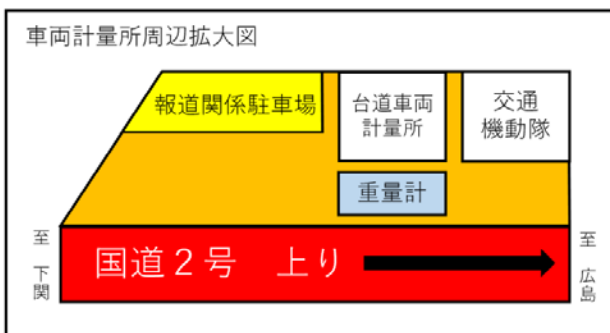 車両計量所周辺拡大図
報道関係駐車場
台道車両
計量所
交通
機動隊
重量計
至 下関
国道２号　上り
至 広島